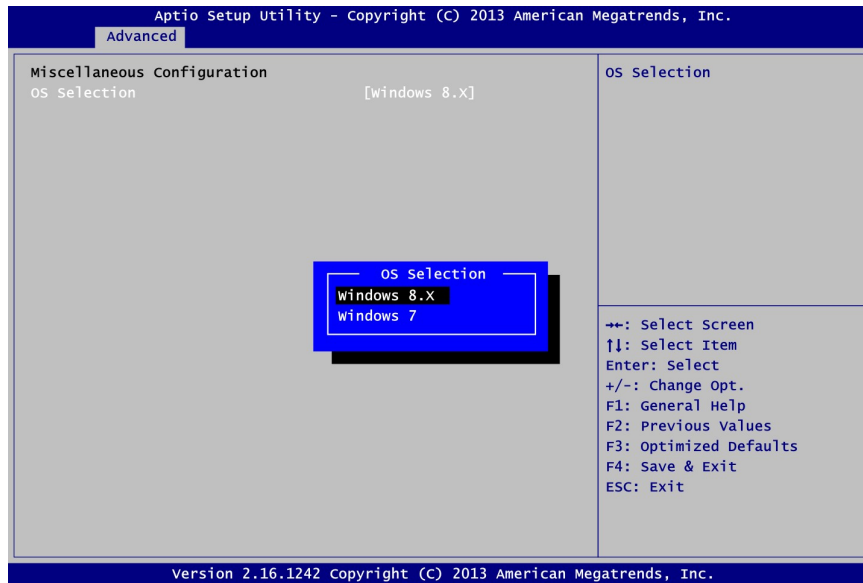 Aptio Setup Utility – Copyright (C) 2013 American Megatrends, Inc.
Advanced
Miscellaneous Configuration
OS Selection [Windows 8.X]
OS Selection
OS Selection
Windows 8.X
Windows 7
→←: Select Screen
↑↓: Select Item
Enter: Select
+/-: Change Opt.
F1: General Help
F2: Previous Values
F3: Optimized Defaults
F4: Save & Exit
ESC: Exit
Version 2.16.1242 Copyright (C) 2013 American Megatrends, Inc.